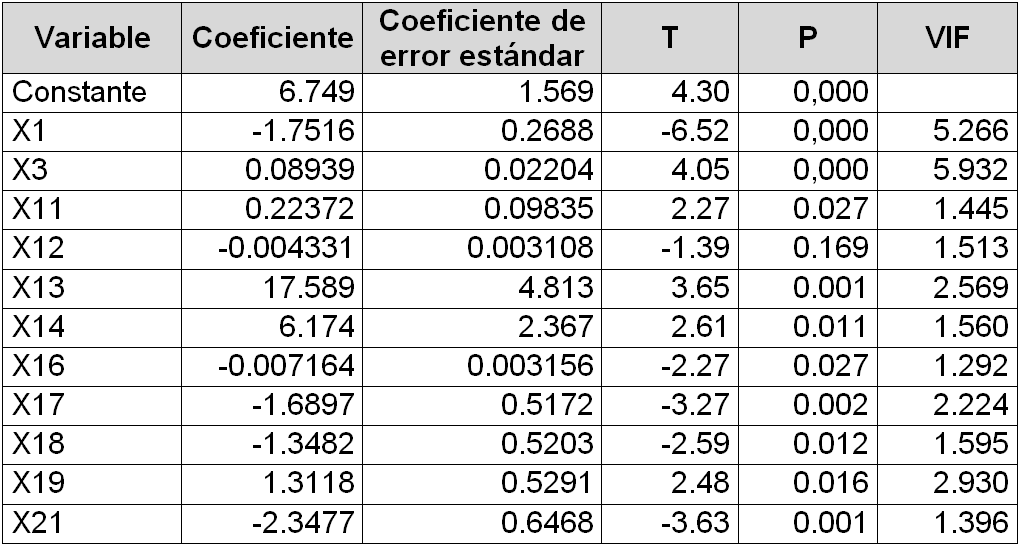 Variable Coeficiente Coeficiente de error estándar T P VIF
Constante 6.749 1.569 4.30 0,000
X1 -1.7516 0.2688 -6.52 0,000 5.266
X3 0.08939 0.02204 4.05 0,000 5.932
X11 0.22372 0.09835 2.27 0.027 1.445
X12 -0.004331 0.003108 -1.39 0.169 1.513
X13 17.589 4.813 3.65 0.001 2.569
X14 6.174 2.367 2.61 0.011 1.560
X16 -0.007164 0.003156 -2.27 0.027 1.292
X17 -1.6897 0.5172 -3.27 0.002 2.224
X18 -1.3482 0.5203 -2.59 0.012 1.595
X19 1.3118 0.5291 2.48 0.016 2.930
X21 -2.3477 0.6468 -3.63 0.001 1.396